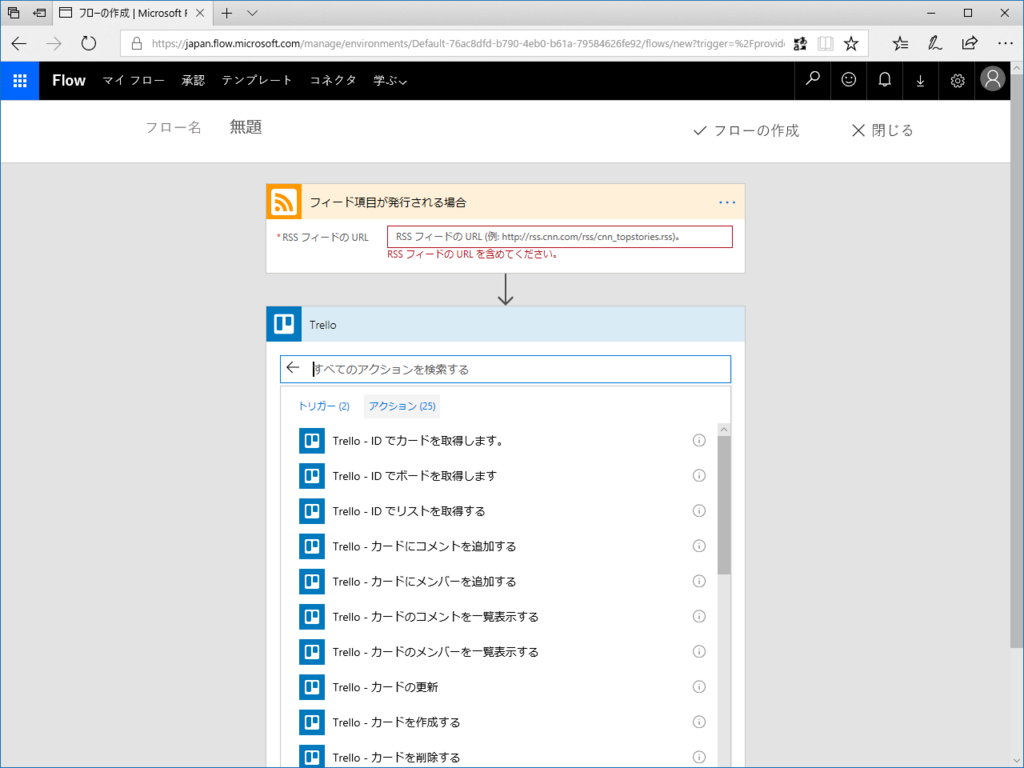 フローの作成 | Microsoft F
https://japan.flow.microsoft.com/manage/environments/Default-76ac8dfd-b790-4eb0-b61a-79584626fe92/flows/new?trigger=%2Fprovid
Flow マイ フロー 承認 テンプレート コネクタ 学ぶ
フロー名 無題 フローの作成 閉じる
フィード項目が発行される場合
*RSS フィードの URL RSS フィードの URL (例: http://rss.cnn.com/rss/cnn_topstories.rss)。
RSS フィードの URL を含めてください。
Trello
すべてのアクションを検索する
トリガー (2) アクション (25)
Trello - ID でカードを取得します。
Trello - ID でボードを取得します
Trello - ID でリストを取得する
Trello - カードにコメントを追加する
Trello - カードにメンバーを追加する
Trello - カードのコメントを一覧表示する
Trello - カードのメンバーを一覧表示する
Trello - カードの更新
Trello - カードを作成する
Trello - カードを削除する